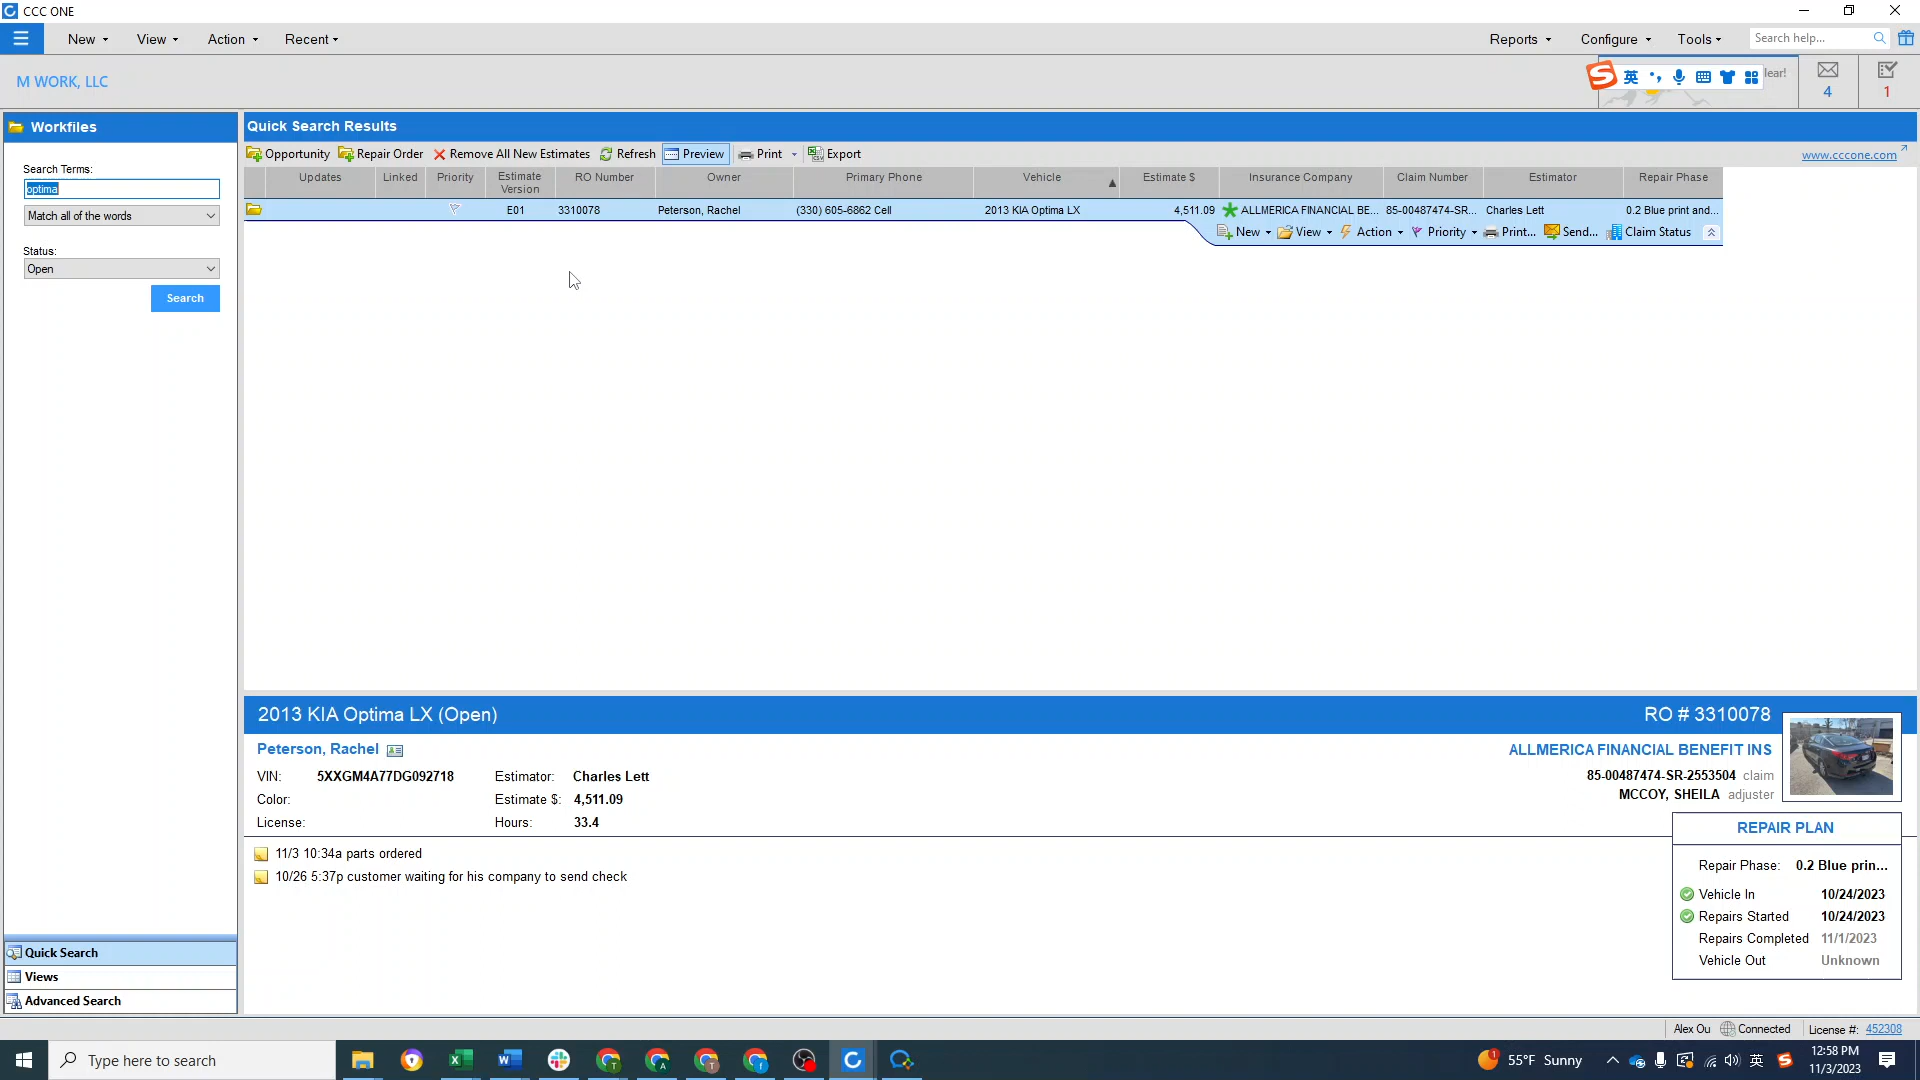 CCC ONE
New View Action Recent
Reports Configure Tools Search help...
M WORK, LLC
英 lear!
4 1
Workfiles
Search Terms:
optima
Match all of the words
Status:
Open
Search
Quick Search Results
Opportunity Repair Order Remove All New Estimates Refresh Preview Print Export
www.cccone.com
Updates Linked Priority Estimate Version RO Number Owner Primary Phone Vehicle Estimate $ Insurance Company Claim Number Estimator Repair Phase
E01 3310078 Peterson, Rachel (330) 605-6862 Cell 2013 KIA Optima LX 4,511.09 ALLMERICA FINANCIAL BE... 85-00487474-SR... Charles Lett 0.2 Blue print and...
New View Action Priority Print... Send... Claim Status
2013 KIA Optima LX (Open) RO # 3310078
Peterson, Rachel
VIN: 5XXGM4A77DG092718 Estimator: Charles Lett
Color: Estimate $: 4,511.09
License: Hours: 33.4
ALLMERICA FINANCIAL BENEFIT INS
85-00487474-SR-2553504 claim
MCCOY, SHEILA adjuster
11/3 10:34a parts ordered
10/26 5:37p customer waiting for his company to send check
REPAIR PLAN
Repair Phase: 0.2 Blue prin...
Vehicle In 10/24/2023
Repairs Started 10/24/2023
Repairs Completed 11/1/2023
Vehicle Out Unknown
Quick Search
Views
Advanced Search
Alex Ou Connected License #: 452308
Type here to search
55°F Sunny
英
12:58 PM
11/3/2023